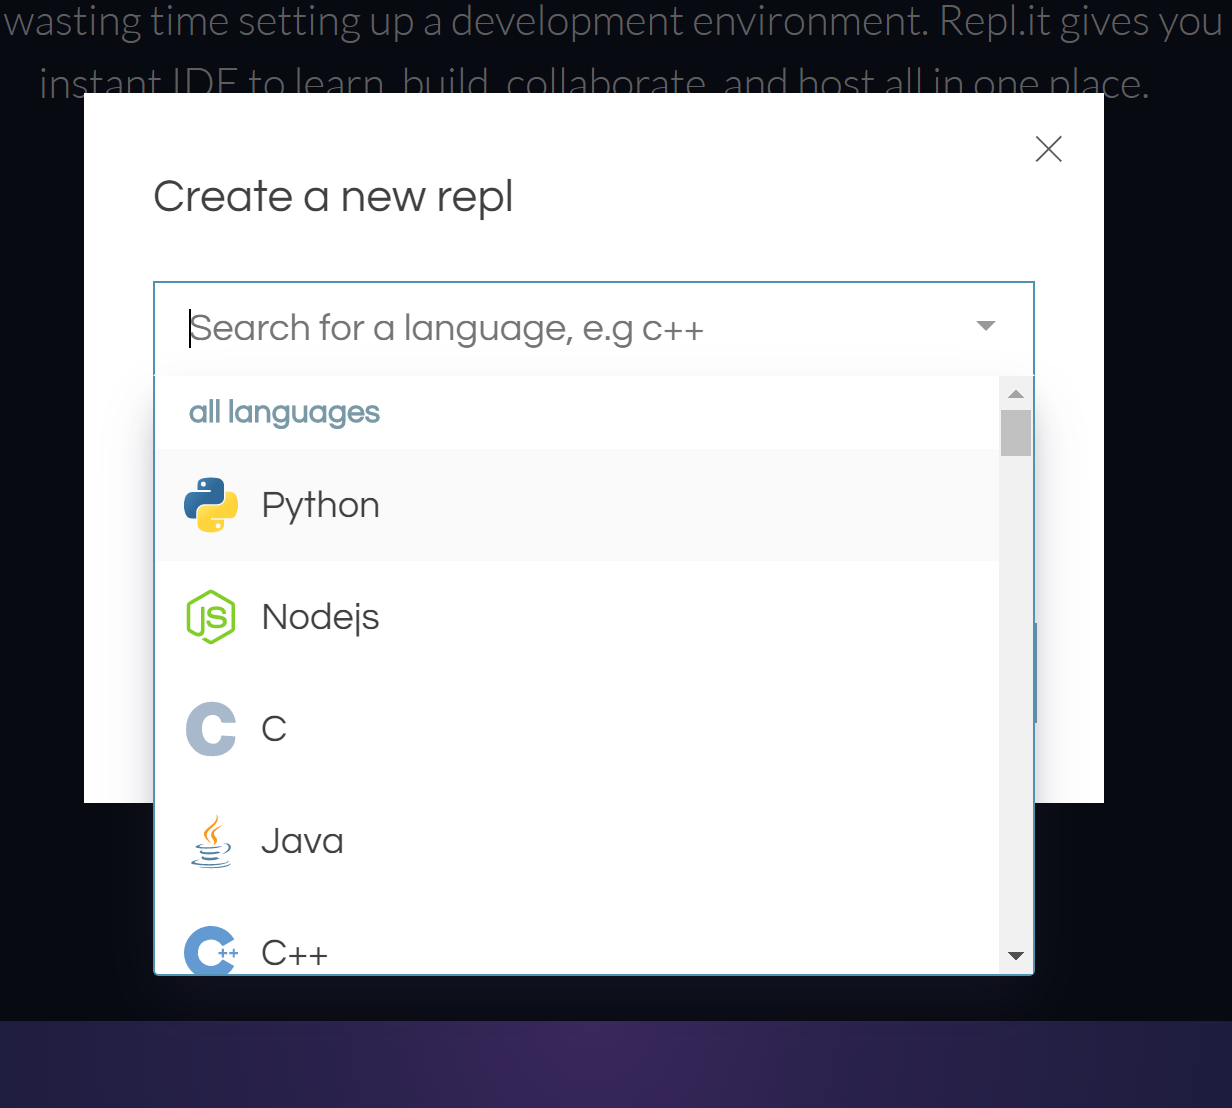 wasting time setting up a development environment. Repl.it gives you
instant IDE to learn, build, collaborate, and host all in one place.
Create a new repl
Search for a language, e.g c++
all languages
Python
JS Nodejs
C C
Java
C++ C++